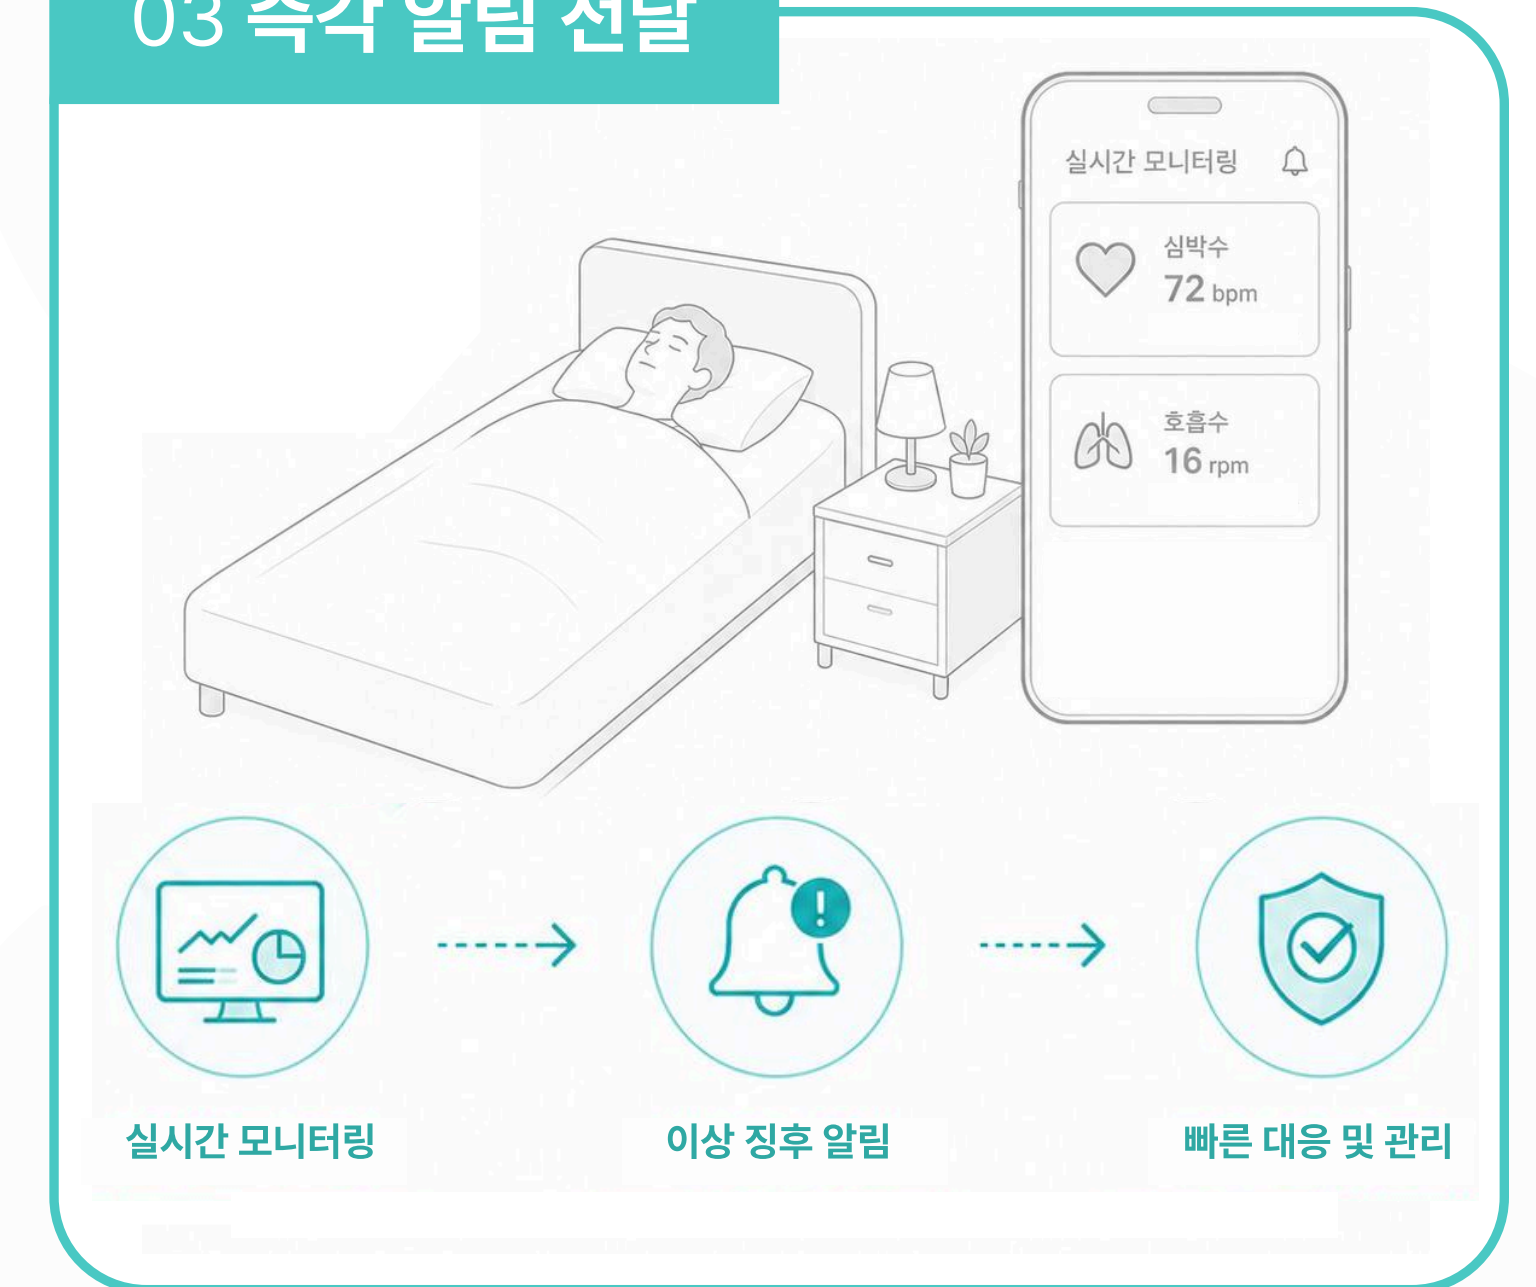 03 즉각 알림 전달
실시간 모니터링
심박수
72 bpm
호흡수
16 rpm
실시간 모니터링
이상 징후 알림
빠른 대응 및 관리